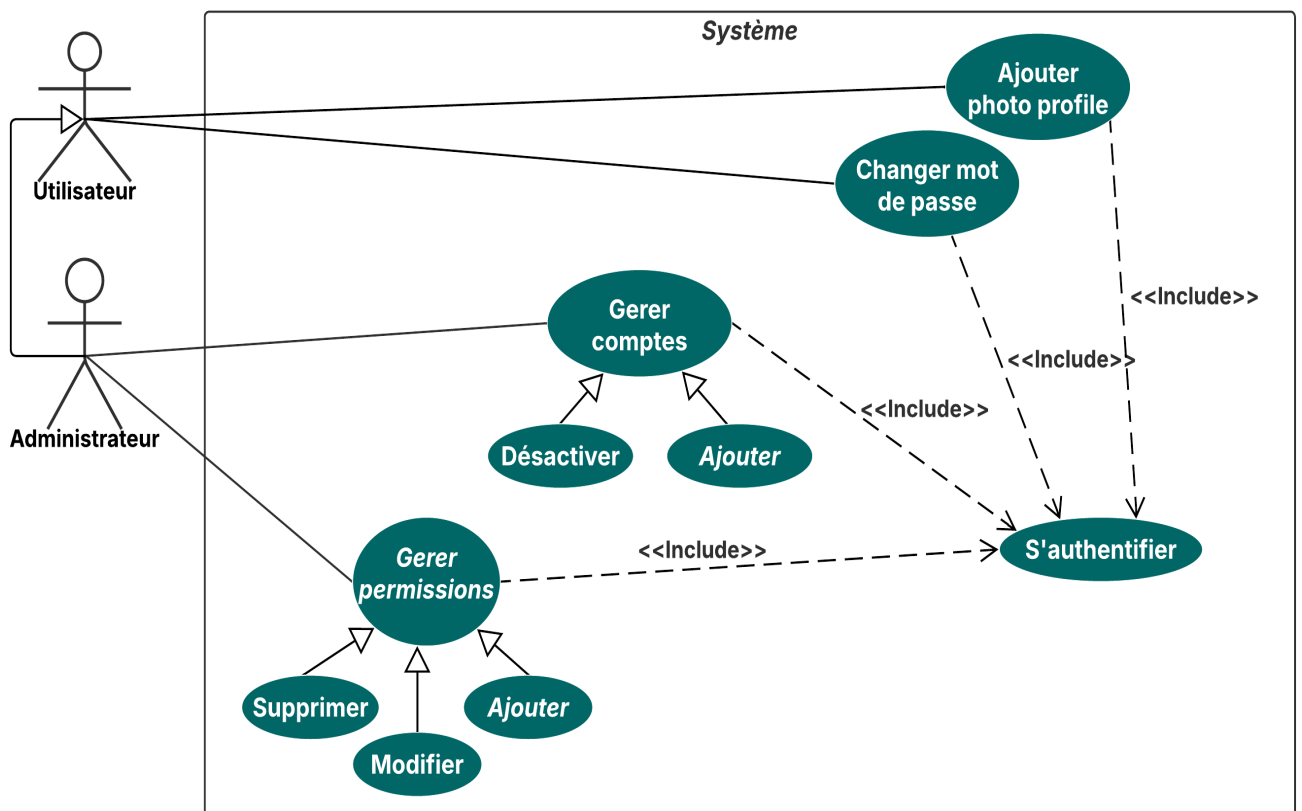 Système
Ajouter
photo profile
Changer mot
de passe
Utilisateur
<<Include>>
Gerer
comptes
<<Include>>
<<Include>>
Administrateur
Désactiver
Ajouter
<<Include>>
S'authentifier
Gerer
permissions
Supprimer
Ajouter
Modifier